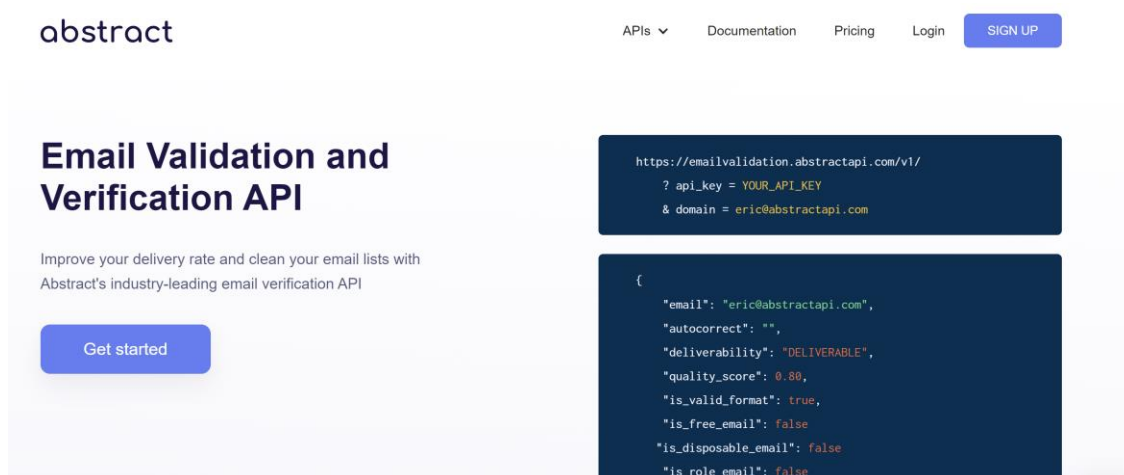 abstract
APIs
Documentation
Pricing
Login
SIGN UP
Email Validation and
Verification API
Improve your delivery rate and clean your email lists with
Abstract's industry-leading email verification API
Get started
https://emailvalidation.abstractapi.com/v1/
? api_key = YOUR_API_KEY
& domain = eric@abstractapi.com
{
"email": "eric@abstractapi.com",
"autocorrect": "",
"deliverability": "DELIVERABLE",
"quality_score": 0.80,
"is_valid_format": true,
"is_free_email": false
"is_disposable_email": false
"is_role_email": false